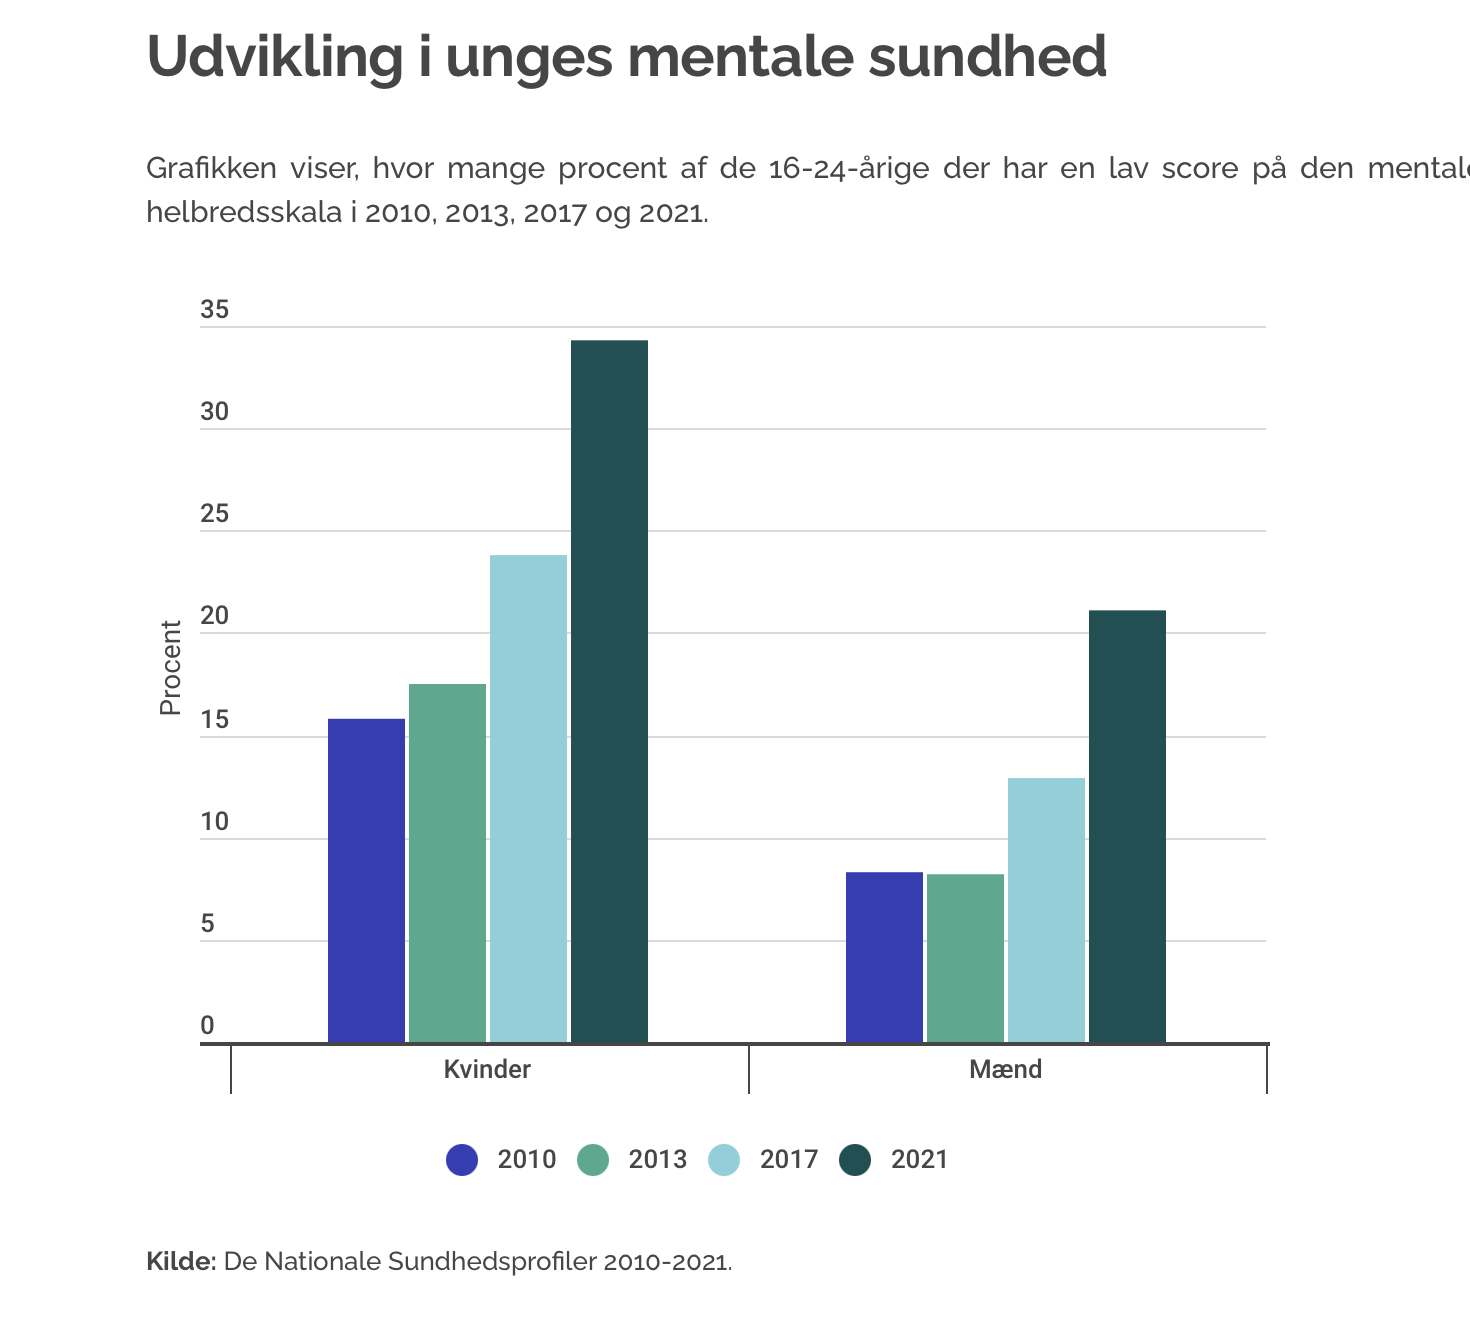 Udvikling i unges mentale sundhed
Grafikken viser, hvor mange procent af de 16-24-årige der har en lav score på den mentale
helbredsskala i 2010, 2013, 2017 og 2021.
35
30
25
20
15
10
5
0
Procent
Kvinder Mænd
2010 2013 2017 2021
Kilde: De Nationale Sundhedsprofiler 2010-2021.